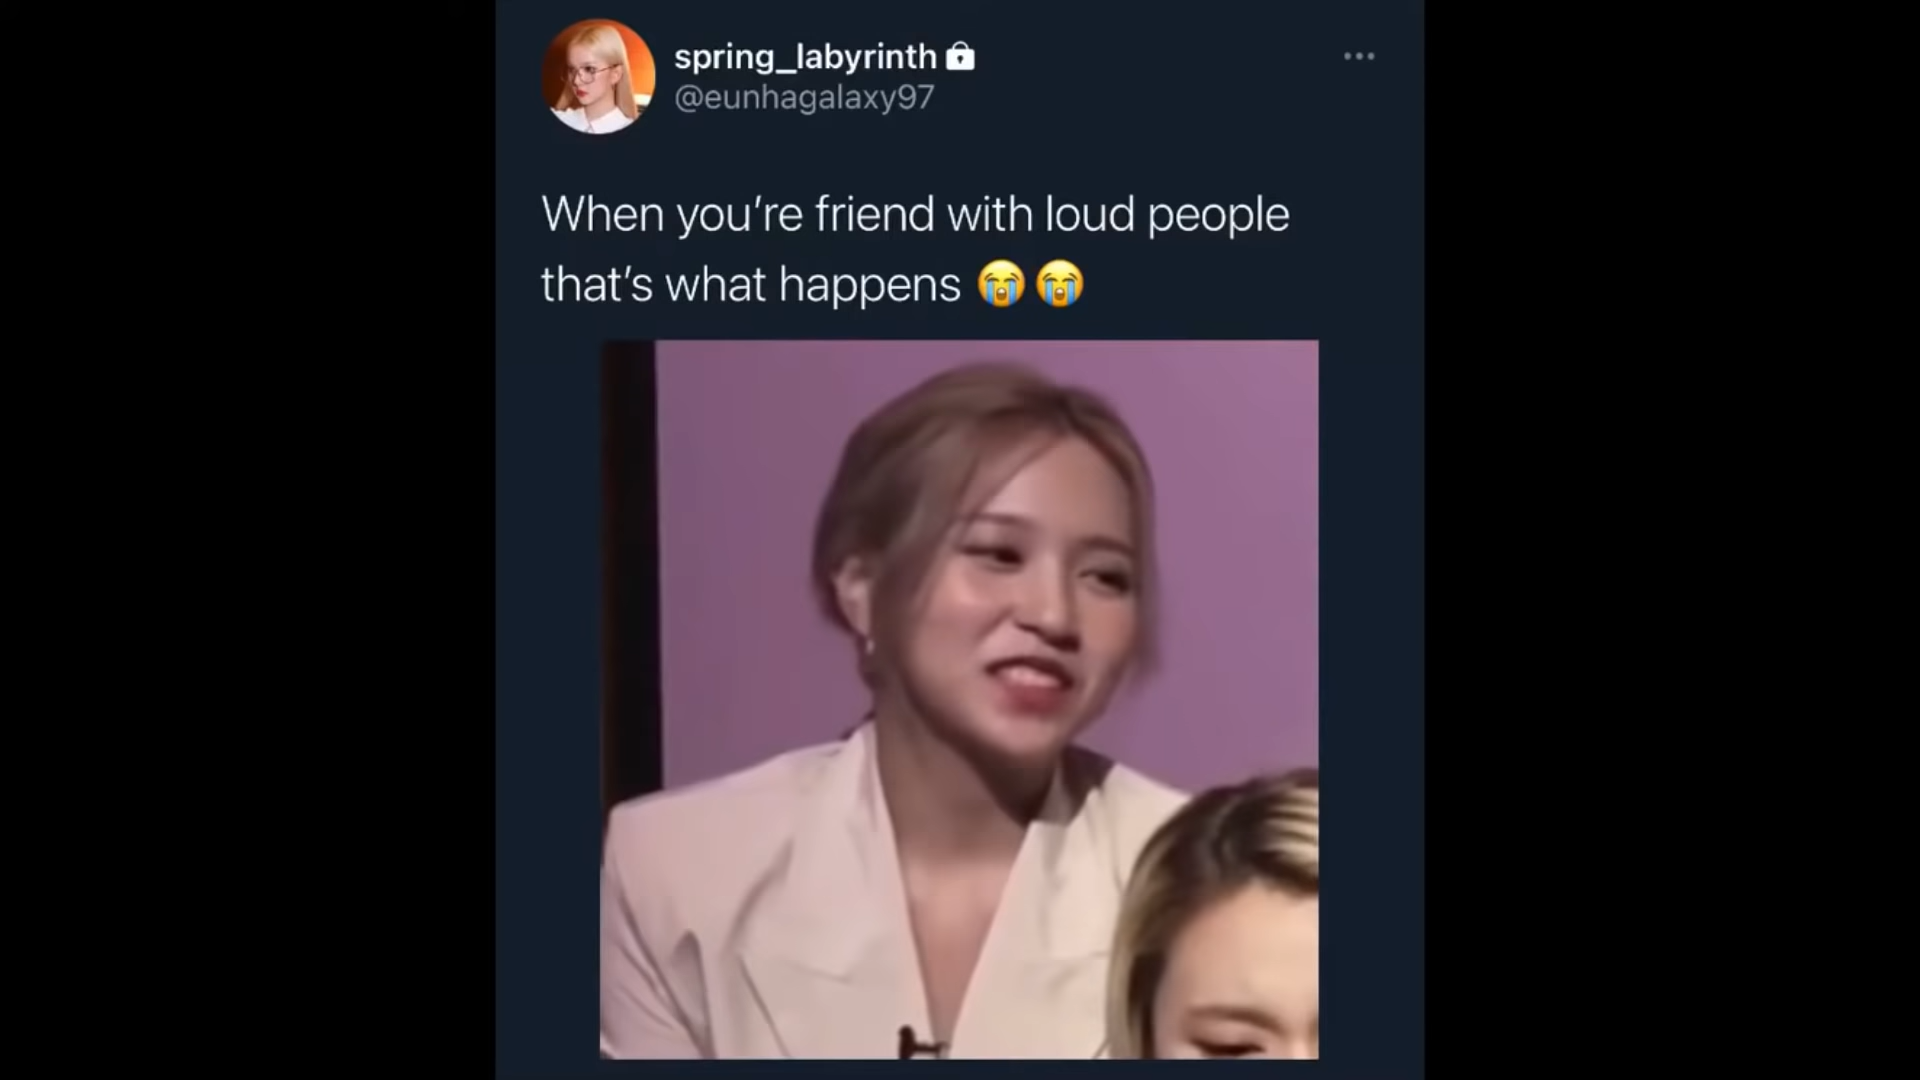 spring_labyrinth
@eunhagalaxy97
When you’re friend with loud people
that’s what happens 😭😭